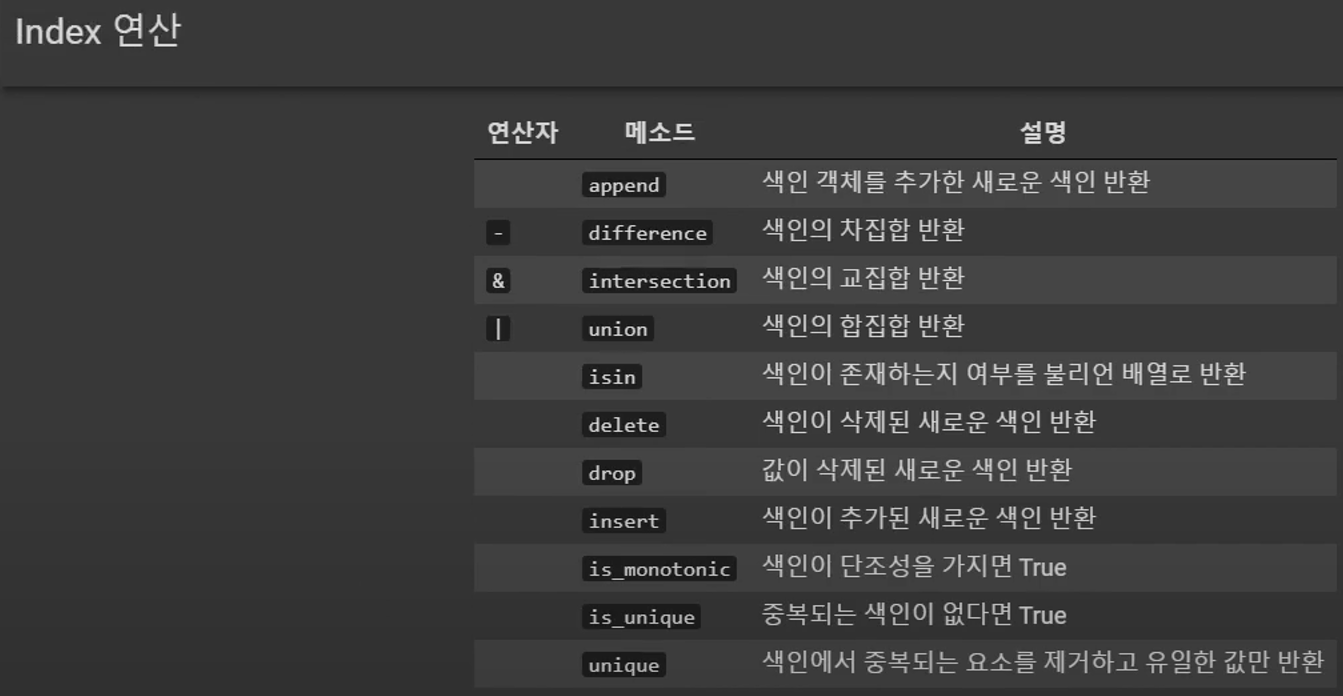 Index 연산
연산자 메소드 설명
append 색인 객체를 추가한 새로운 색인 반환
- difference 색인의 차집합 반환
& intersection 색인의 교집합 반환
| union 색인의 합집합 반환
isin 색인이 존재하는지 여부를 불리언 배열로 반환
delete 색인이 삭제된 새로운 색인 반환
drop 값이 삭제된 새로운 색인 반환
insert 색인이 추가된 새로운 색인 반환
is_monotonic 색인이 단조성을 가지면 True
is_unique 중복되는 색인이 없다면 True
unique 색인에서 중복되는 요소를 제거하고 유일한 값만 반환